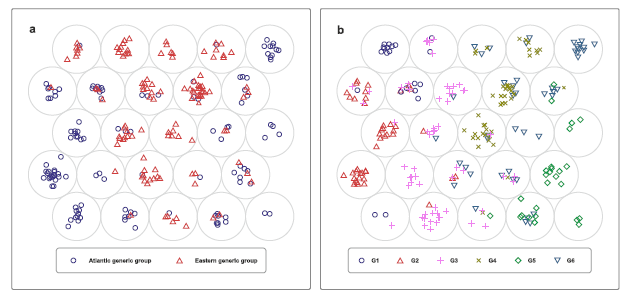 a
Atlantic generic group Eastern generic group
b
G1 G2 G3 G4 G5 G6